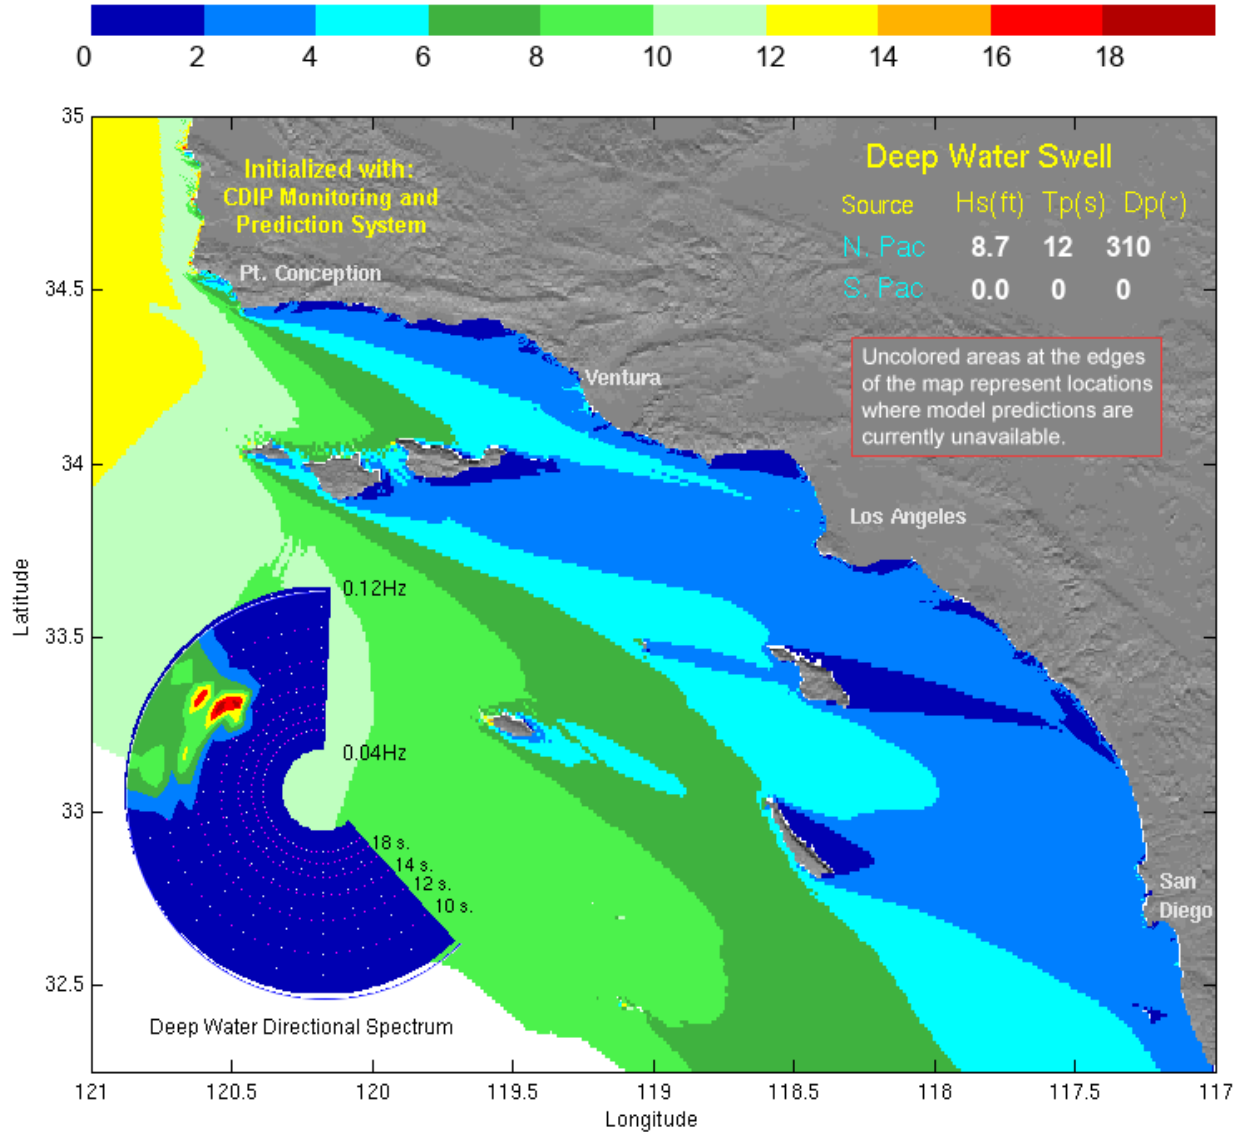 0 2 4 6 8 10 12 14 16 18
35
34.5
34
33.5
33
32.5
Latitude
Initialized with:
CDIP Monitoring and
Prediction System
Pt. Conception
Deep Water Swell
Source Hs(ft) Tp(s) Dp(˚)
N. Pac 8.7 12 310
S. Pac 0.0 0 0
Uncolored areas at the edges
of the map represent locations
where model predictions are
currently unavailable.
Ventura
Los Angeles
San
Diego
0.12Hz
0.04Hz
18 s.
14 s.
12 s.
10 s.
Deep Water Directional Spectrum
121 120.5 120 119.5 119 118.5 118 117.5 117
Longitude